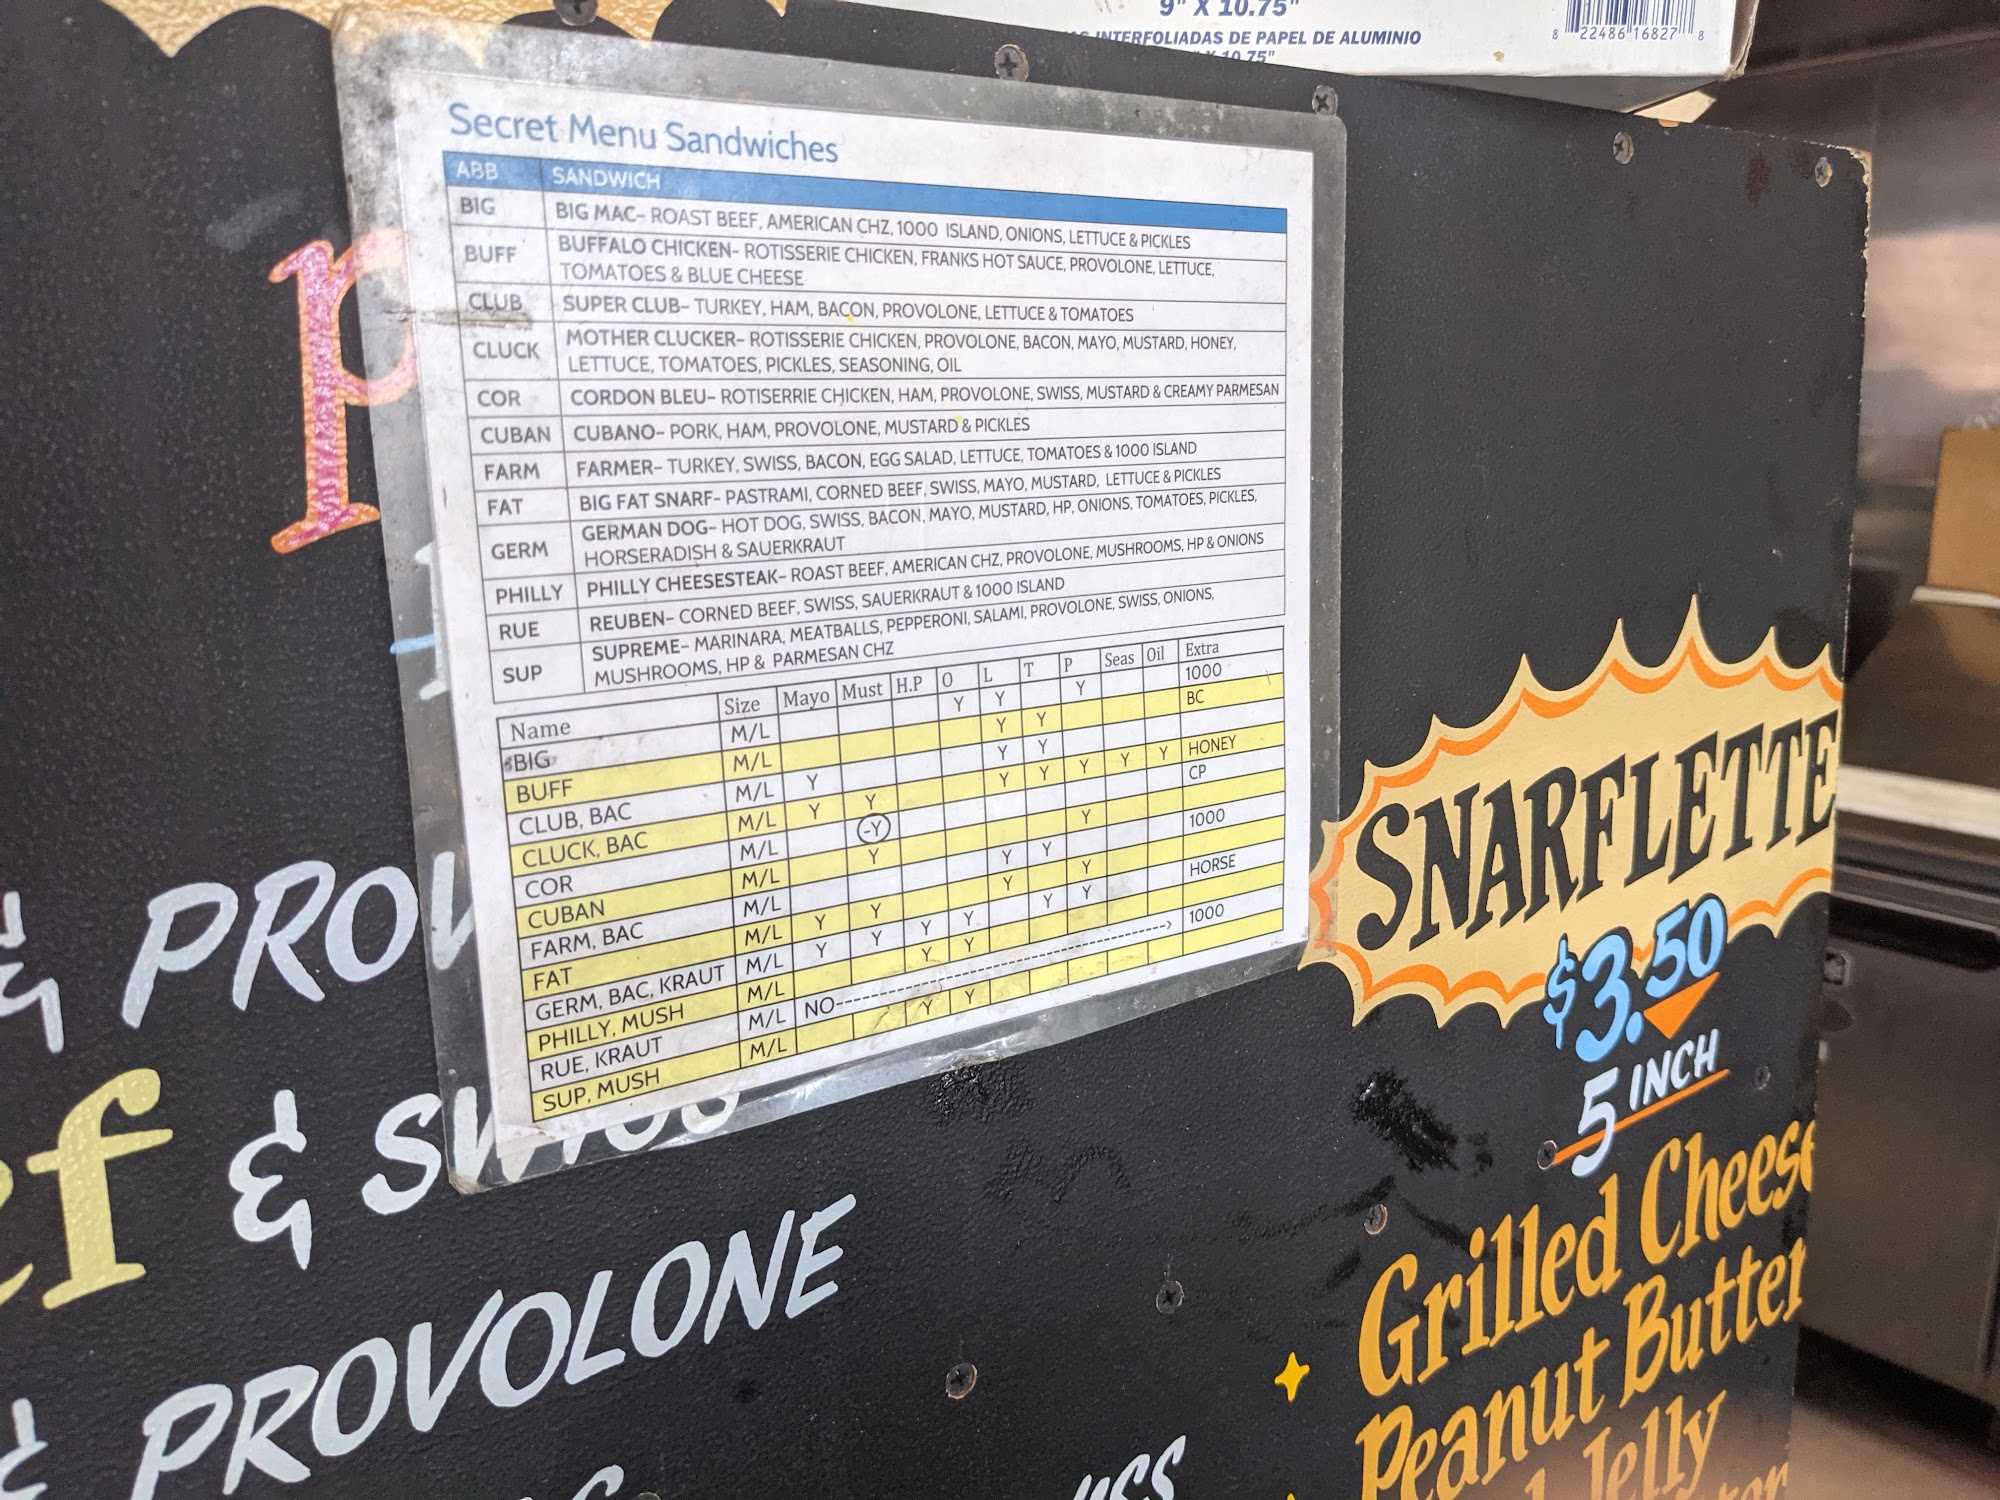 9" X 10.75"
INTERFOLIADAS DE PAPEL DE ALUMINIO
X 10.75"
8 22486 16827 8
Secret Menu Sandwiches
ABB SANDWICH
BIG BIG MAC– ROAST BEEF, AMERICAN CHZ, 1000 ISLAND, ONIONS, LETTUCE & PICKLES
BUFF BUFFALO CHICKEN– ROTISSERIE CHICKEN, FRANKS HOT SAUCE, PROVOLONE, LETTUCE,
TOMATOES & BLUE CHEESE
CLUB SUPER CLUB– TURKEY, HAM, BACON, PROVOLONE, LETTUCE & TOMATOES
CLUCK MOTHER CLUCKER– ROTISSERIE CHICKEN, PROVOLONE, BACON, MAYO, MUSTARD, HONEY,
LETTUCE, TOMATOES, PICKLES, SEASONING, OIL
COR CORDON BLEU– ROTISERRIE CHICKEN, HAM, PROVOLONE, SWISS, MUSTARD & CREAMY PARMESAN
CUBAN CUBANO– PORK, HAM, PROVOLONE, MUSTARD & PICKLES
FARM FARMER– TURKEY, SWISS, BACON, EGG SALAD, LETTUCE, TOMATOES & 1000 ISLAND
FAT BIG FAT SNARF– PASTRAMI, CORNED BEEF, SWISS, MAYO, MUSTARD, LETTUCE & PICKLES
GERM GERMAN DOG– HOT DOG, SWISS, BACON, MAYO, MUSTARD, HP, ONIONS, TOMATOES, PICKLES,
HORSERADISH & SAUERKRAUT
PHILLY PHILLY CHEESESTEAK– ROAST BEEF, AMERICAN CHZ, PROVOLONE, MUSHROOMS, HP & ONIONS
RUE REUBEN– CORNED BEEF, SWISS, SAUERKRAUT & 1000 ISLAND
SUP SUPREME– MARINARA, MEATBALLS, PEPPERONI, SALAMI, PROVOLONE, SWISS, ONIONS,
MUSHROOMS, HP & PARMESAN CHZ
Name Size Mayo Must H.P O L T P Seas Oil Extra
BIG M/L Y Y Y 1000
BUFF M/L Y Y BC
CLUB, BAC M/L Y Y Y
CLUCK, BAC M/L Y Y Y Y Y Y Y HONEY
COR M/L -Y CP
CUBAN M/L Y Y
FARM, BAC M/L Y Y 1000
FAT M/L Y Y Y Y
GERM, BAC, KRAUT M/L Y Y Y Y Y Y HORSE
PHILLY, MUSH M/L Y Y
RUE, KRAUT M/L NO 1000
SUP, MUSH M/L Y Y
SNARFLETTE
$3.50
5 INCH
Grilled Cheese
Peanut Butter
Jelly
p
& PROV
& SWISS
& PROVOLONE